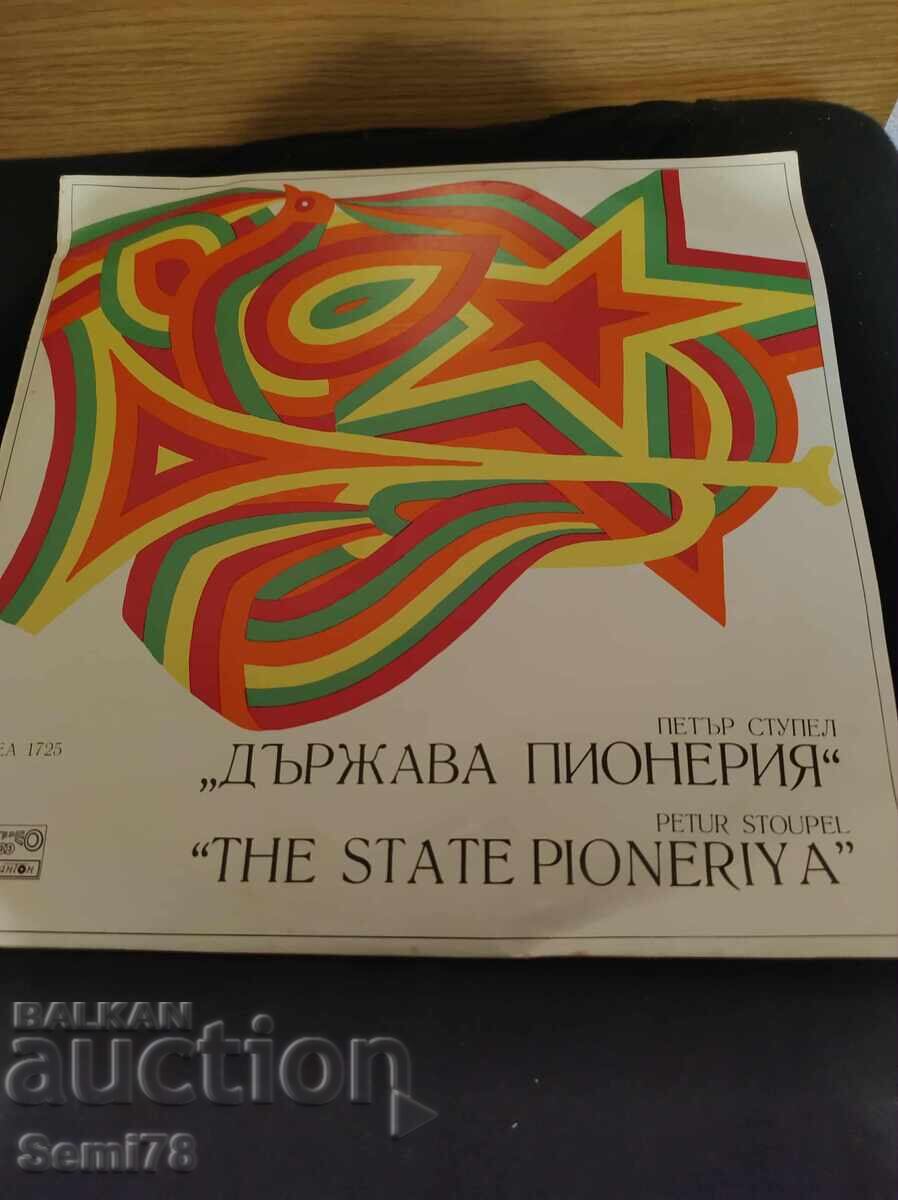 ПЕТЪР СТУПЕЛ
ЕА 1725
„ДЪРЖАВА ПИОНЕРИЯ“
PETUR STOUPEL
“THE STATE PIONERIYA”
BALKAN
auction
Semi78